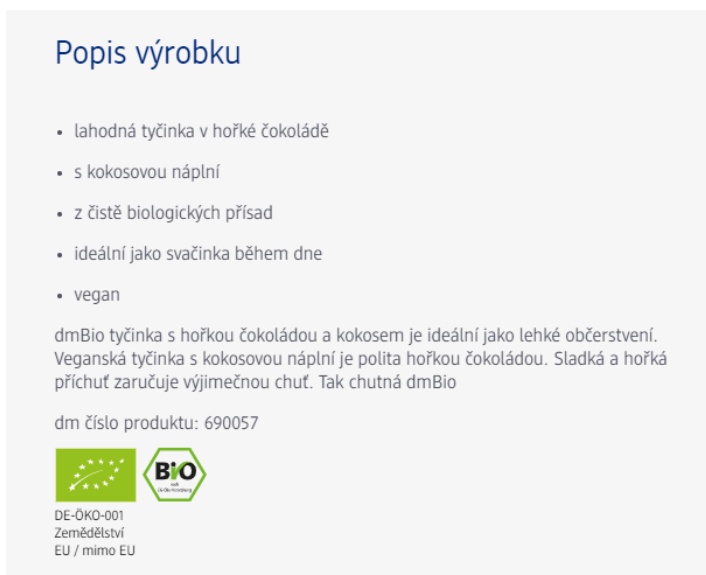 Popis výrobku
• lahodná tyčinka v hořké čokoládě
• s kokosovou náplní
• z čistě biologických přísad
• ideální jako svačinka během dne
• vegan
dmBio tyčinka s hořkou čokoládou a kokosem je ideální jako lehké občerstvení.
Veganská tyčinka s kokosovou náplní je polita hořkou čokoládou. Sladká a hořká
příchuť zaručuje výjimečnou chuť. Tak chutná dmBio
dm číslo produktu: 690057
Bio
nach
DE-ÖKO-001
Zemědělství
EU / mimo EU